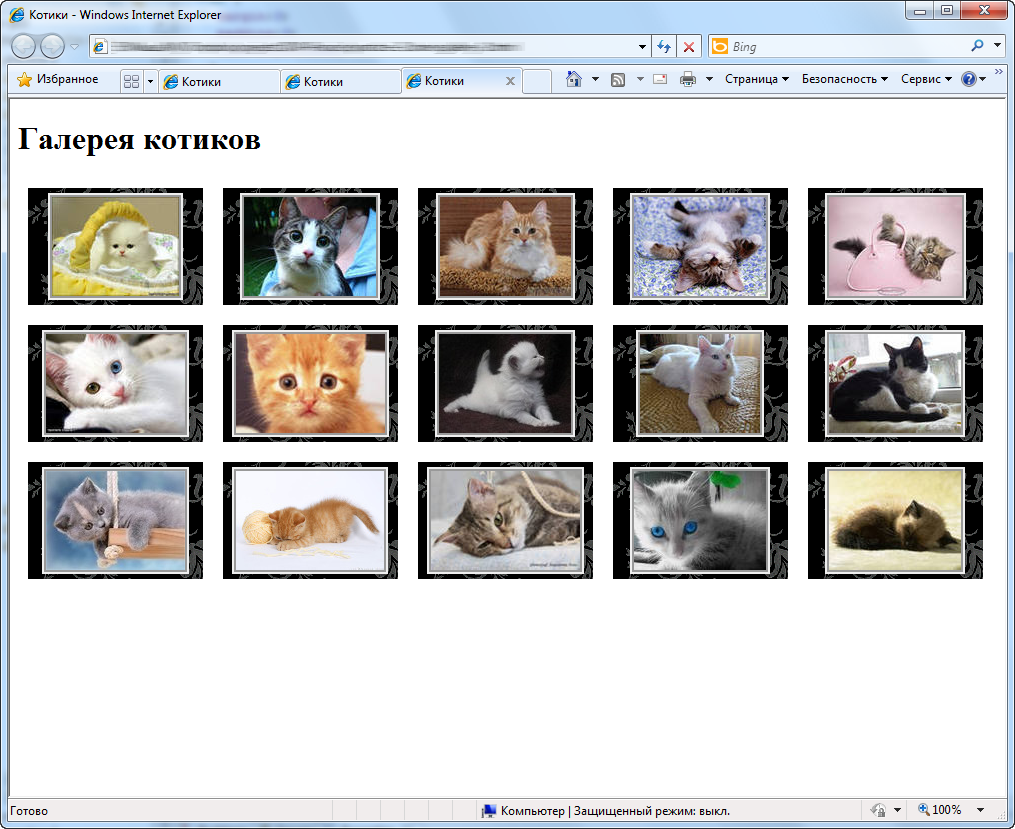 Котики - Windows Internet Explorer
Bing
Избранное
Котики
Котики
Котики
Страница
Безопасность
Сервис
Галерея котиков
Готово
Компьютер | Защищенный режим: выкл.
100%